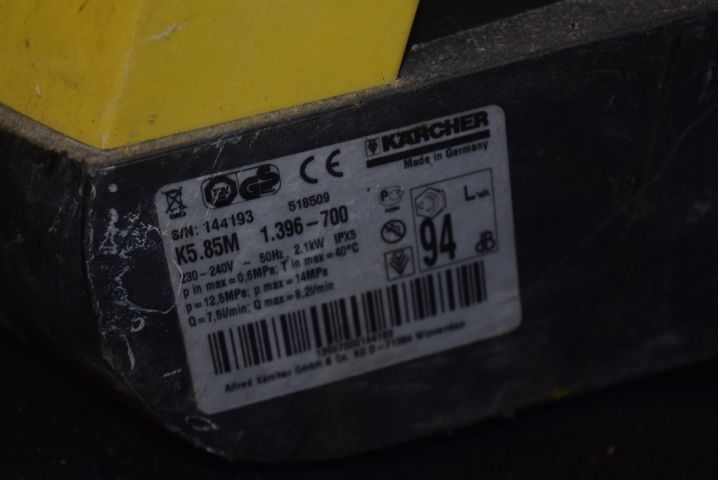 CE
KÄRCHER
Made in Germany
S/N: 144193 518509
K5.85M 1.396-700
230-240V ~ 50Hz 2.1kW IPX5
p in max=0,6MPa; T in max=40°C
p=12,5MPa; p max=14MPa
Q=7,5l/min; Q max=8,2l/min
94
dB
Alfred Kärcher GmbH & Co. KG D-71364 Winnenden